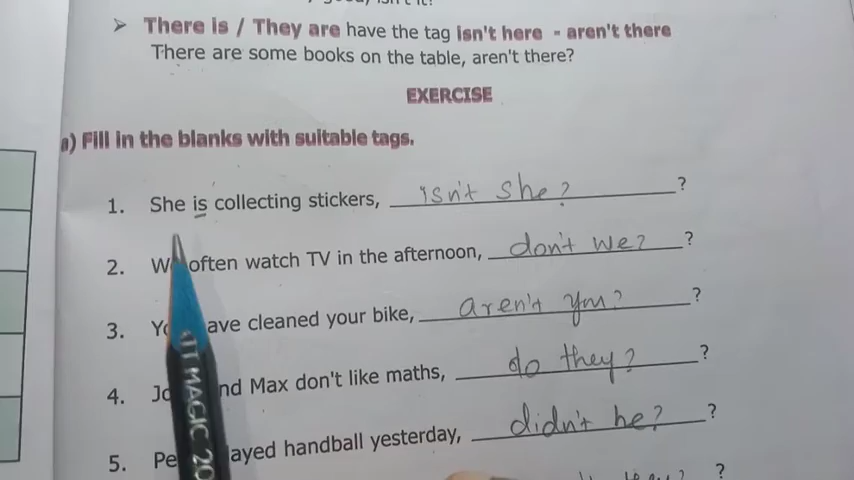 ➤ There is / They are have the tag isn't here - aren't there
There are some books on the table, aren't there?
EXERCISE
a) Fill in the blanks with suitable tags.
1. She is collecting stickers, isn't she? ?
2. We often watch TV in the afternoon, don't we? ?
3. ave cleaned your bike, aren't you? ?
4. nd Max don't like maths, do they? ?
5. ayed handball yesterday, didn't he? ?
?
MAGIC 20